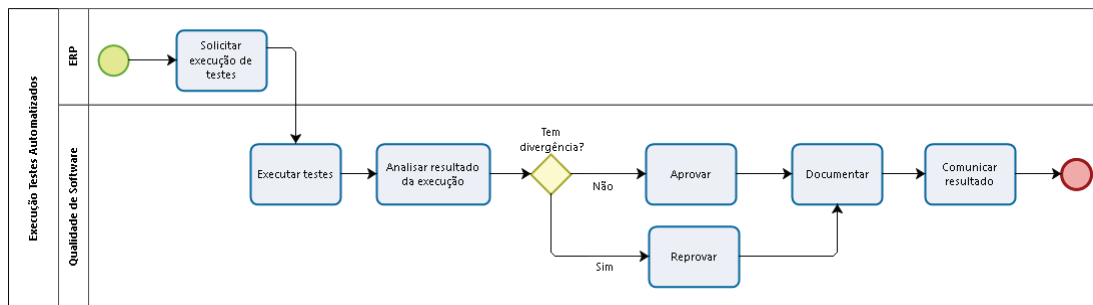 Execução Testes Automatizados
ERP
Solicitar
execução de
testes
Qualidade de Software
Executar testes
Analisar resultado
da execução
Tem
divergência?
Não
Aprovar
Documentar
Comunicar
resultado
Sim
Reprovar